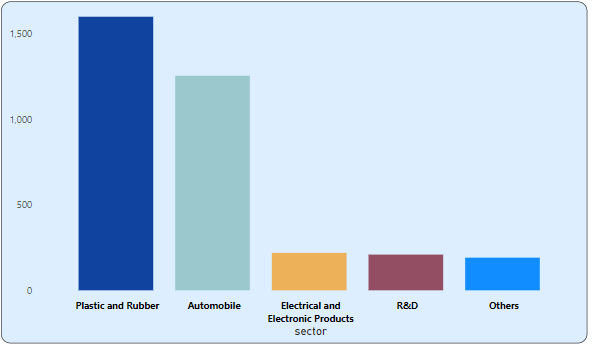 1,500
1,000
500
0
Plastic and Rubber Automobile Electrical and R&D Others
Electronic Products
sector